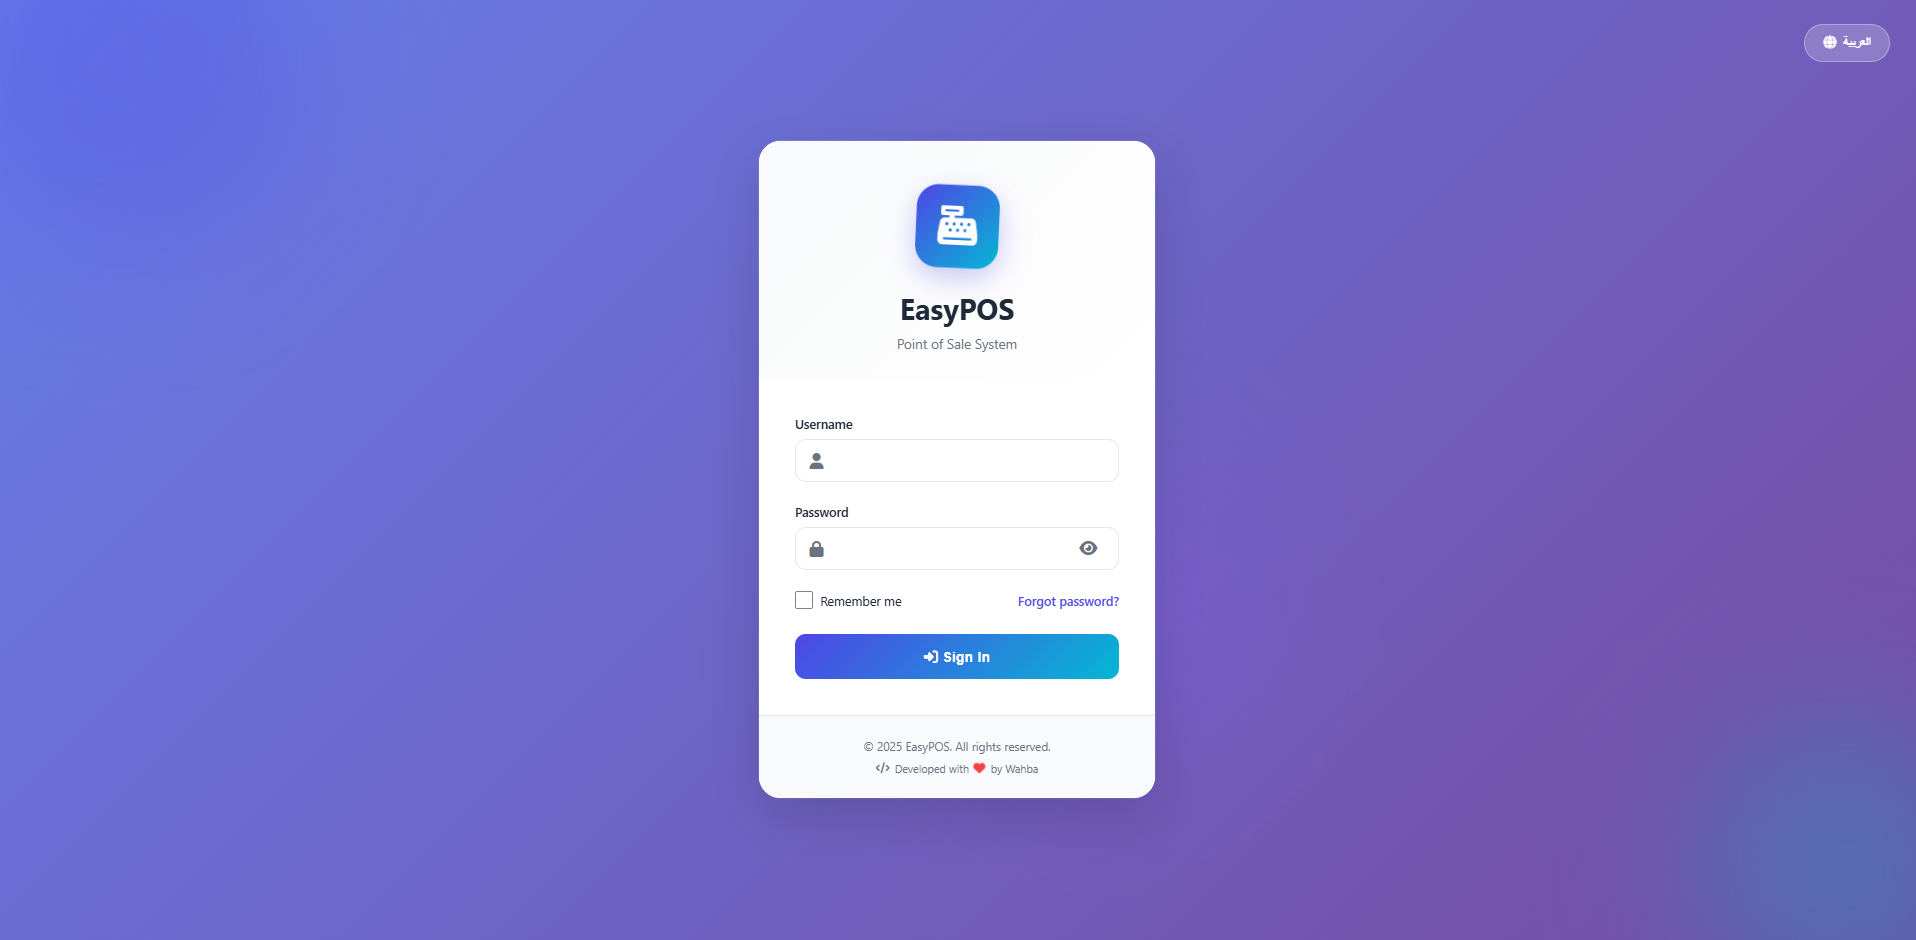 العربية
EasyPOS
Point of Sale System
Username
Password
Remember me
Forgot password?
Sign In
© 2025 EasyPOS. All rights reserved.
Developed with ❤ by Wahba